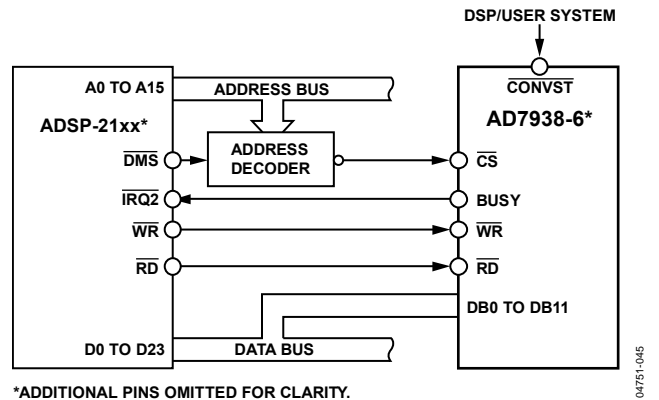 DSP/USER SYSTEM
A0 TO A15
ADDRESS BUS
CONVST
ADSP-21xx*
AD7938-6*
DMS
ADDRESS
DECODER
CS
IRQ2
BUSY
WR
WR
RD
RD
DB0 TO DB11
D0 TO D23
DATA BUS
*ADDITIONAL PINS OMITTED FOR CLARITY.
04751-045